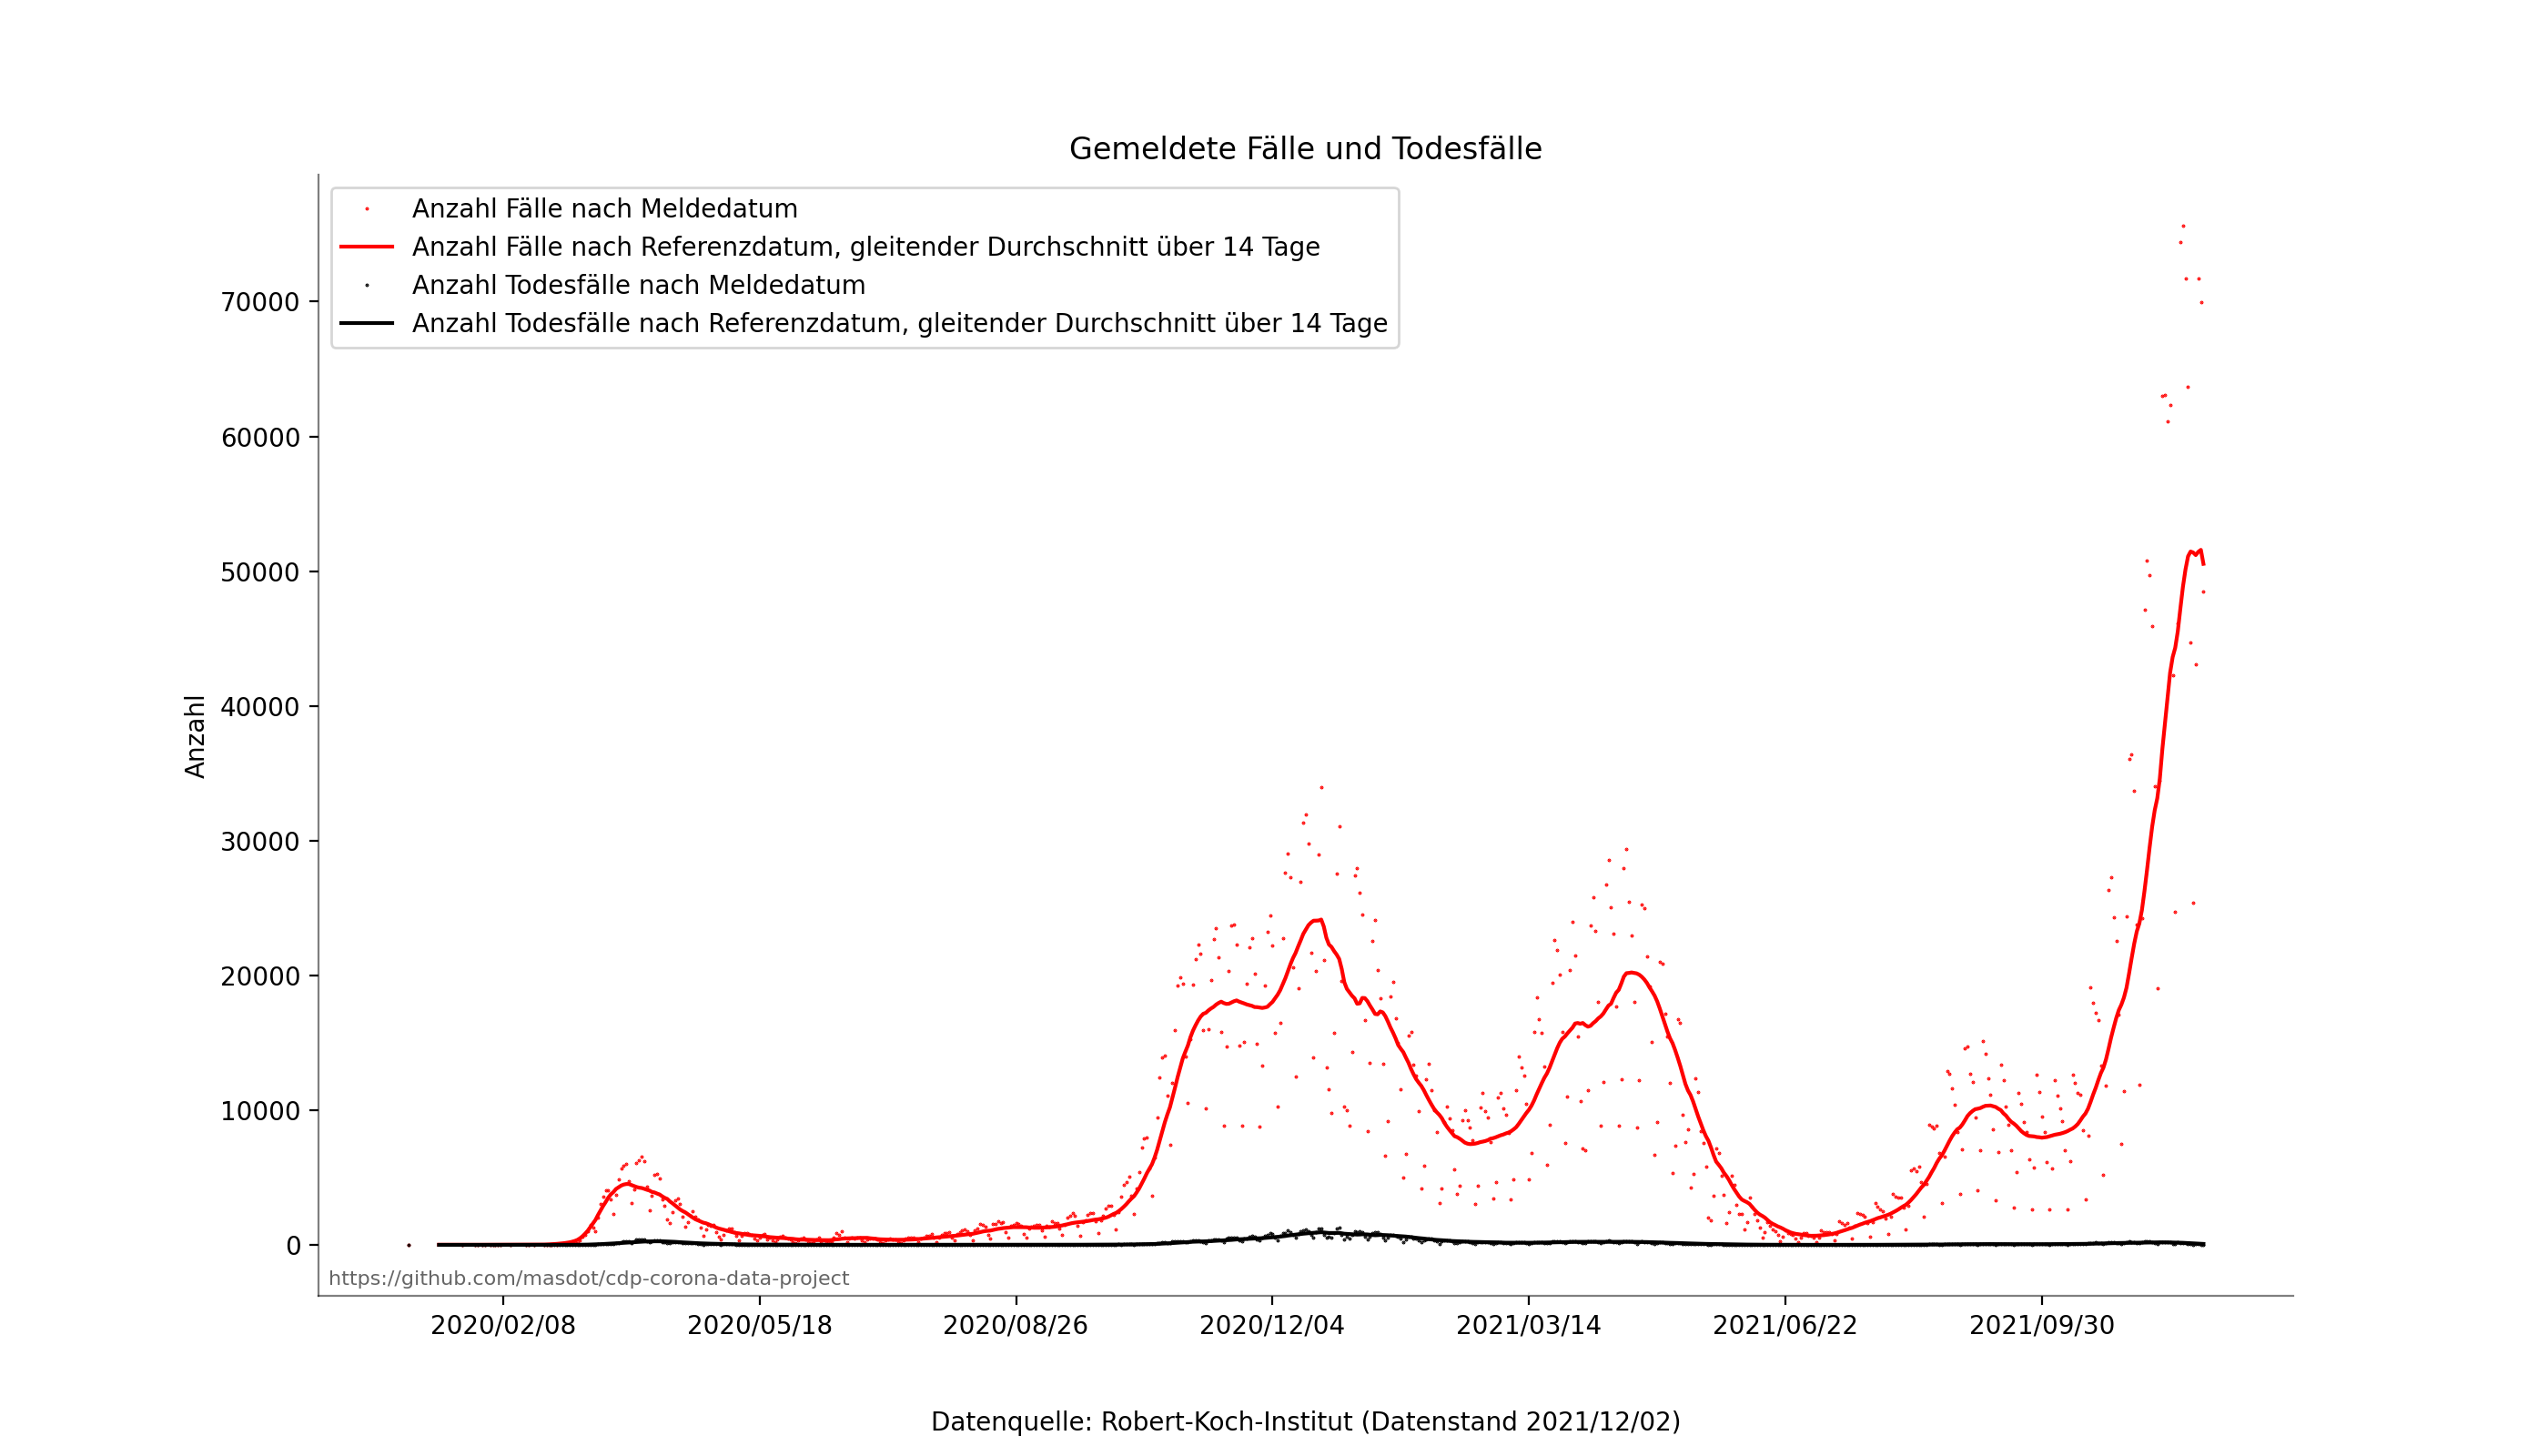 Gemeldete Fälle und Todesfälle
Anzahl Fälle nach Meldedatum
Anzahl Fälle nach Referenzdatum, gleitender Durchschnitt über 14 Tage
Anzahl Todesfälle nach Meldedatum
Anzahl Todesfälle nach Referenzdatum, gleitender Durchschnitt über 14 Tage
70000
60000
50000
40000
30000
20000
10000
0
Anzahl
https://github.com/masdot/cdp-corona-data-project
2020/02/08
2020/05/18
2020/08/26
2020/12/04
2021/03/14
2021/06/22
2021/09/30
Datenquelle: Robert-Koch-Institut (Datenstand 2021/12/02)